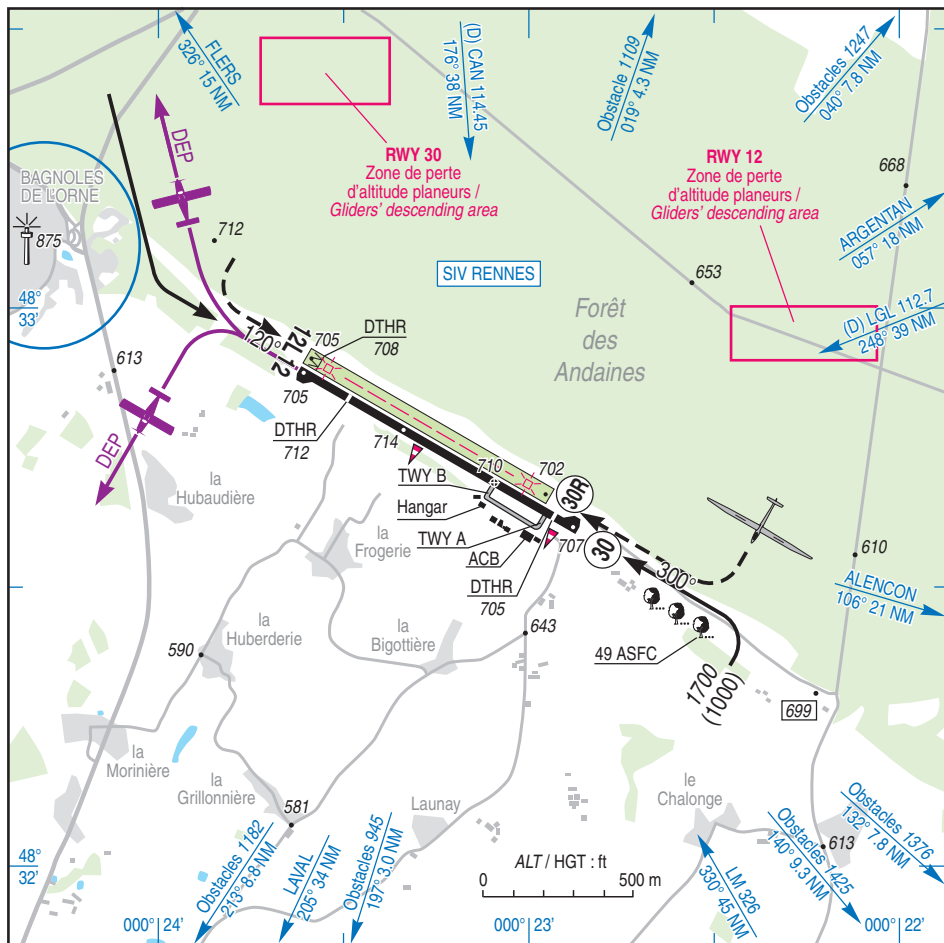 FLERS
326° 15 NM
(D) CAN 114.45
176° 38 NM
Obstacle 1109
019° 4.3 NM
Obstacles 1247
040° 7.8 NM
DEP
RWY 30
Zone de perte
d'altitude planeurs /
Gliders' descending area
RWY 12
Zone de perte
d'altitude planeurs /
Gliders' descending area
668
BAGNOLES
DE L'ORNE
875
712
ARGENTAN
057° 18 NM
SIV RENNES
653
48°
33'
Forêt
des
Andaines
(D) LGL 112.7
248° 39 NM
613
120°
12L
12
705
DTHR
708
705
DTHR
712
714
DEP
la
Hubaudière
710
702
TWY B
Hangar
TWY A
ACB
DTHR
705
707
30R
30
300°
la
Frogerie
610
ALENCON
106° 21 NM
la
Huberderie
la
Bigottière
643
590
49 ASFC
1700
(1000)
699
la
Morinière
la
Grillonnière
581
Launay
le
Chalonge
613
Obstacles 1182
213° 8.8 NM
LAVAL
205° 34 NM
Obstacles 945
197° 3.0 NM
ALT / HGT : ft
0
500 m
LM 326
330° 45 NM
Obstacles 1425
140° 9.3 NM
Obstacles 1376
132° 7.8 NM
48°
32'
000° 24'
000° 23'
000° 22'